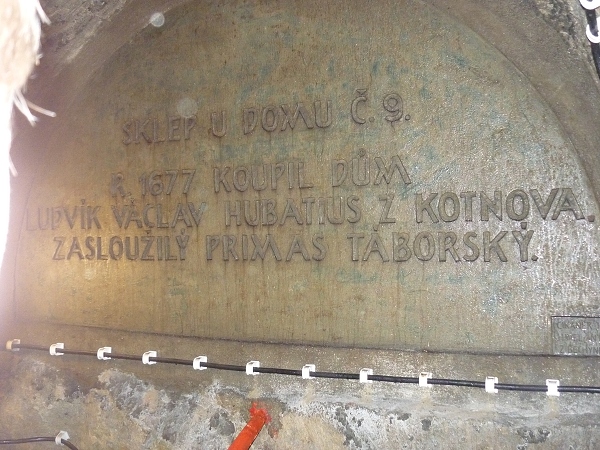 SKLEP U DOMU Č. 9.
R. 1677 KOUPIL DŮM
LUDVÍK VÁCLAV HUBATIUS Z KOTNOVA,
ZASLOUŽILÝ PRIMAS TÁBORSKÝ.